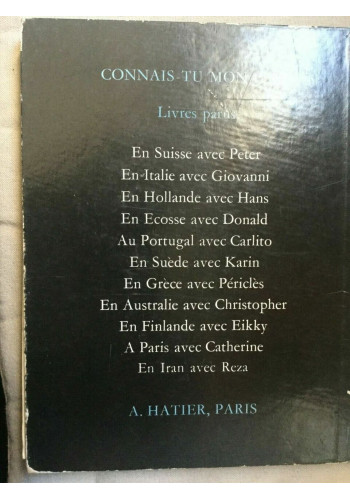 CONNAIS-TU MON
Livres parus
En Suisse avec Peter
En Italie avec Giovanni
En Hollande avec Hans
En Ecosse avec Donald
Au Portugal avec Carlito
En Suède avec Karin
En Grèce avec Périclès
En Australie avec Christopher
En Finlande avec Eikky
A Paris avec Catherine
En Iran avec Reza
A. HATIER, PARIS